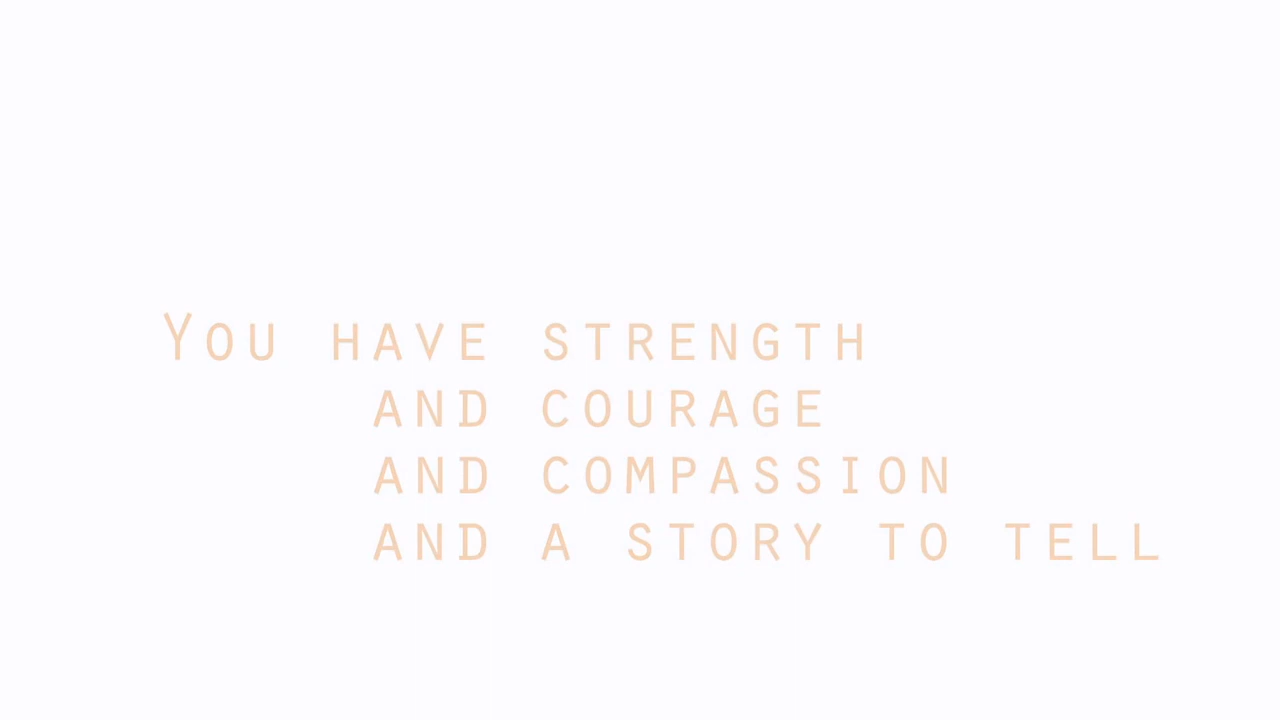 You have strength
and courage
and compassion
and a story to tell